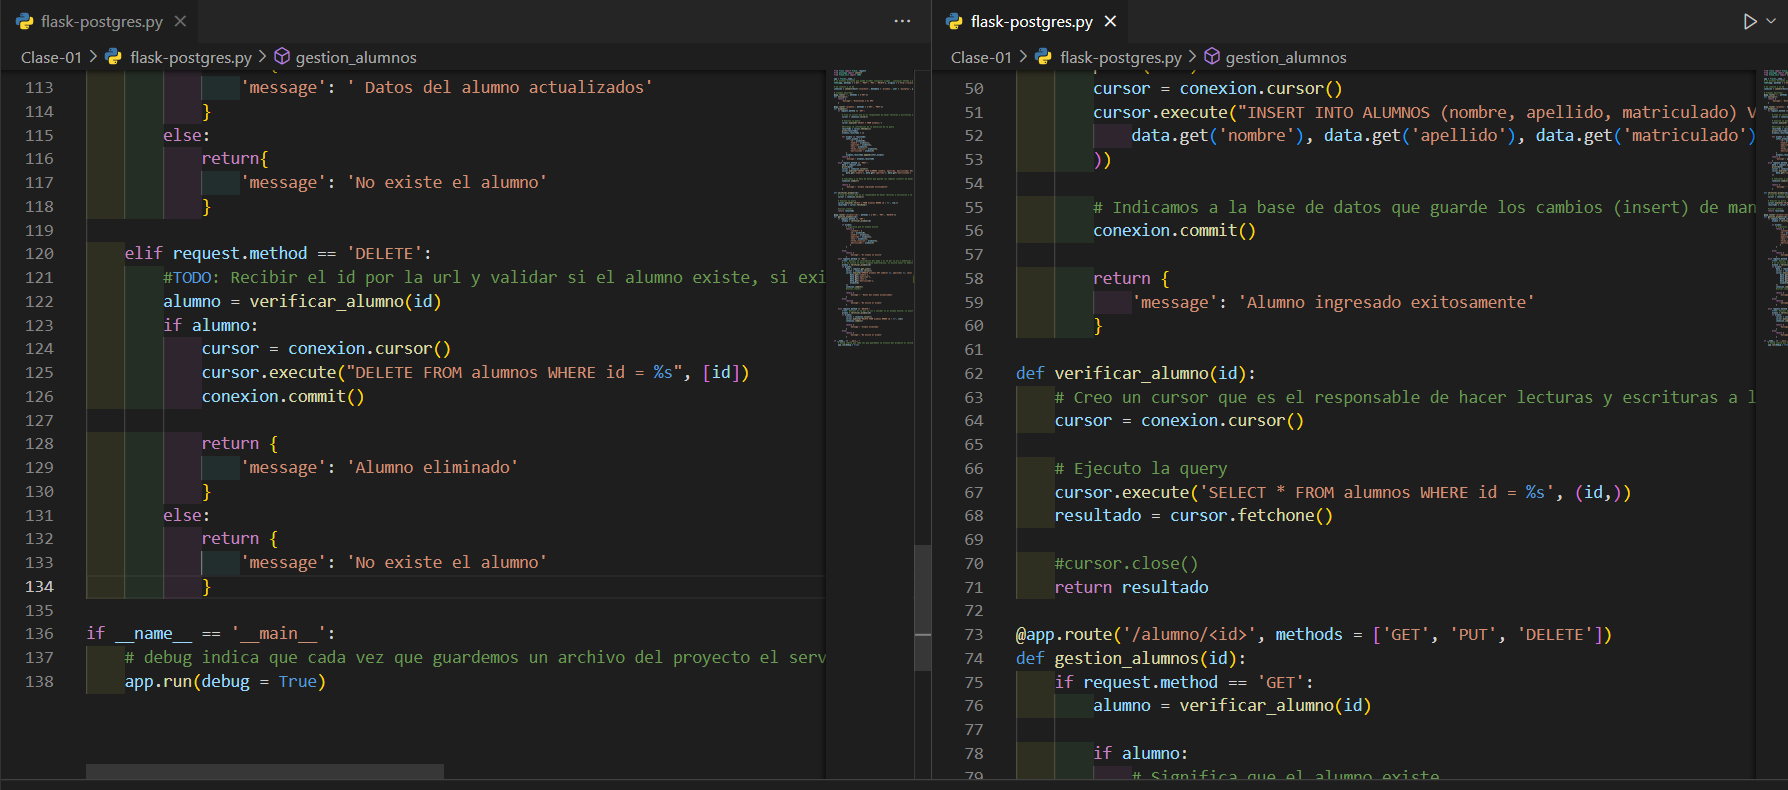 flask-postgres.py
Clase-01 > flask-postgres.py > gestion_alumnos
113 'message': ' Datos del alumno actualizados'
114 }
115 else:
116 return{
117 'message': 'No existe el alumno'
118 }
119
120 elif request.method == 'DELETE':
121 #TODO: Recibir el id por la url y validar si el alumno existe, si exi
122 alumno = verificar_alumno(id)
123 if alumno:
124 cursor = conexion.cursor()
125 cursor.execute("DELETE FROM alumnos WHERE id = %s", [id])
126 conexion.commit()
127
128 return {
129 'message': 'Alumno eliminado'
130 }
131 else:
132 return {
133 'message': 'No existe el alumno'
134 }
135
136 if __name__ == '__main__':
137 # debug indica que cada vez que guardemos un archivo del proyecto el serv
138 app.run(debug = True)
flask-postgres.py
Clase-01 > flask-postgres.py > gestion_alumnos
50 cursor = conexion.cursor()
51 cursor.execute("INSERT INTO ALUMNOS (nombre, apellido, matriculado) V
52 data.get('nombre'), data.get('apellido'), data.get('matriculado')
53 ))
54
55 # Indicamos a la base de datos que guarde los cambios (insert) de man
56 conexion.commit()
57
58 return {
59 'message': 'Alumno ingresado exitosamente'
60 }
61
62 def verificar_alumno(id):
63 # Creo un cursor que es el responsable de hacer lecturas y escrituras a l
64 cursor = conexion.cursor()
65
66 # Ejecuto la query
67 cursor.execute('SELECT * FROM alumnos WHERE id = %s', (id,))
68 resultado = cursor.fetchone()
69
70 #cursor.close()
71 return resultado
72
73 @app.route('/alumno/<id>', methods = ['GET', 'PUT', 'DELETE'])
74 def gestion_alumnos(id):
75 if request.method == 'GET':
76 alumno = verificar_alumno(id)
77
78 if alumno:
79 # Significa que el alumno existe